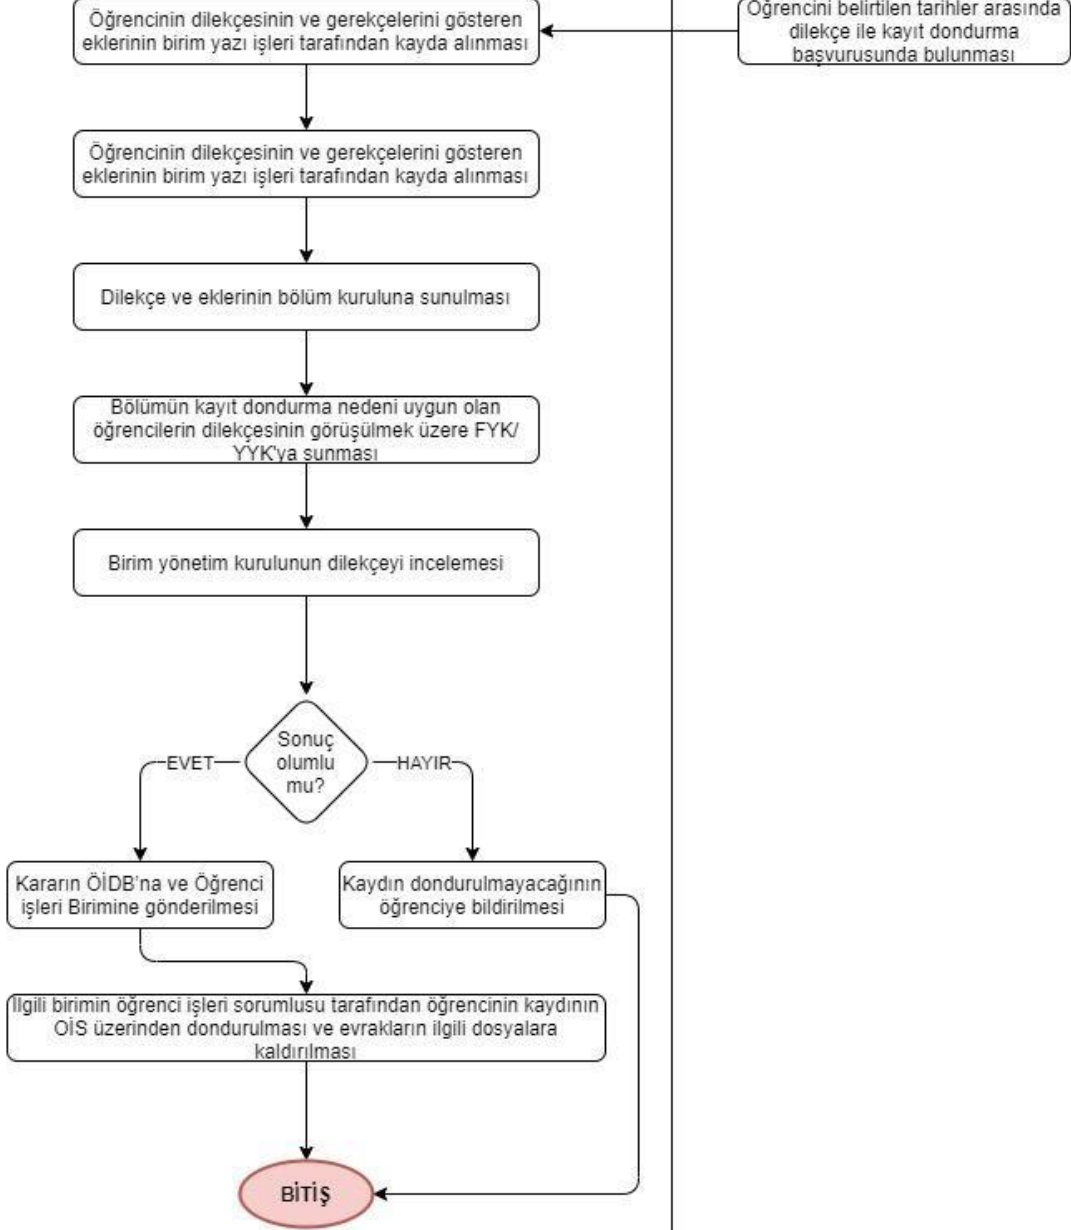 Öğrencinin dilekçesinin ve gerekçelerini gösteren
eklerinin birim yazı işleri tarafından kayda alınması
Öğrencini belirtilen tarihler arasında
dilekçe ile kayıt dondurma
başvurusunda bulunması
Öğrencinin dilekçesinin ve gerekçelerini gösteren
eklerinin birim yazı işleri tarafından kayda alınması
Dilekçe ve eklerinin bölüm kuruluna sunulması
Bölümün kayıt dondurma nedeni uygun olan
öğrencilerin dilekçesinin görüşülmek üzere FYK/
YYK'ya sunması
Birim yönetim kurulunun dilekçeyi incelemesi
Sonuç
olumlu
mu?
EVET
HAYIR
Kararın ÖİDB'na ve Öğrenci
işleri Birimine gönderilmesi
Kaydın dondurulmayacağının
öğrenciye bildirilmesi
İlgili birimin öğrenci işleri sorumlusu tarafından öğrencinin kaydının
OİS üzerinden dondurulması ve evrakların ilgili dosyalara
kaldırılması
BİTİŞ